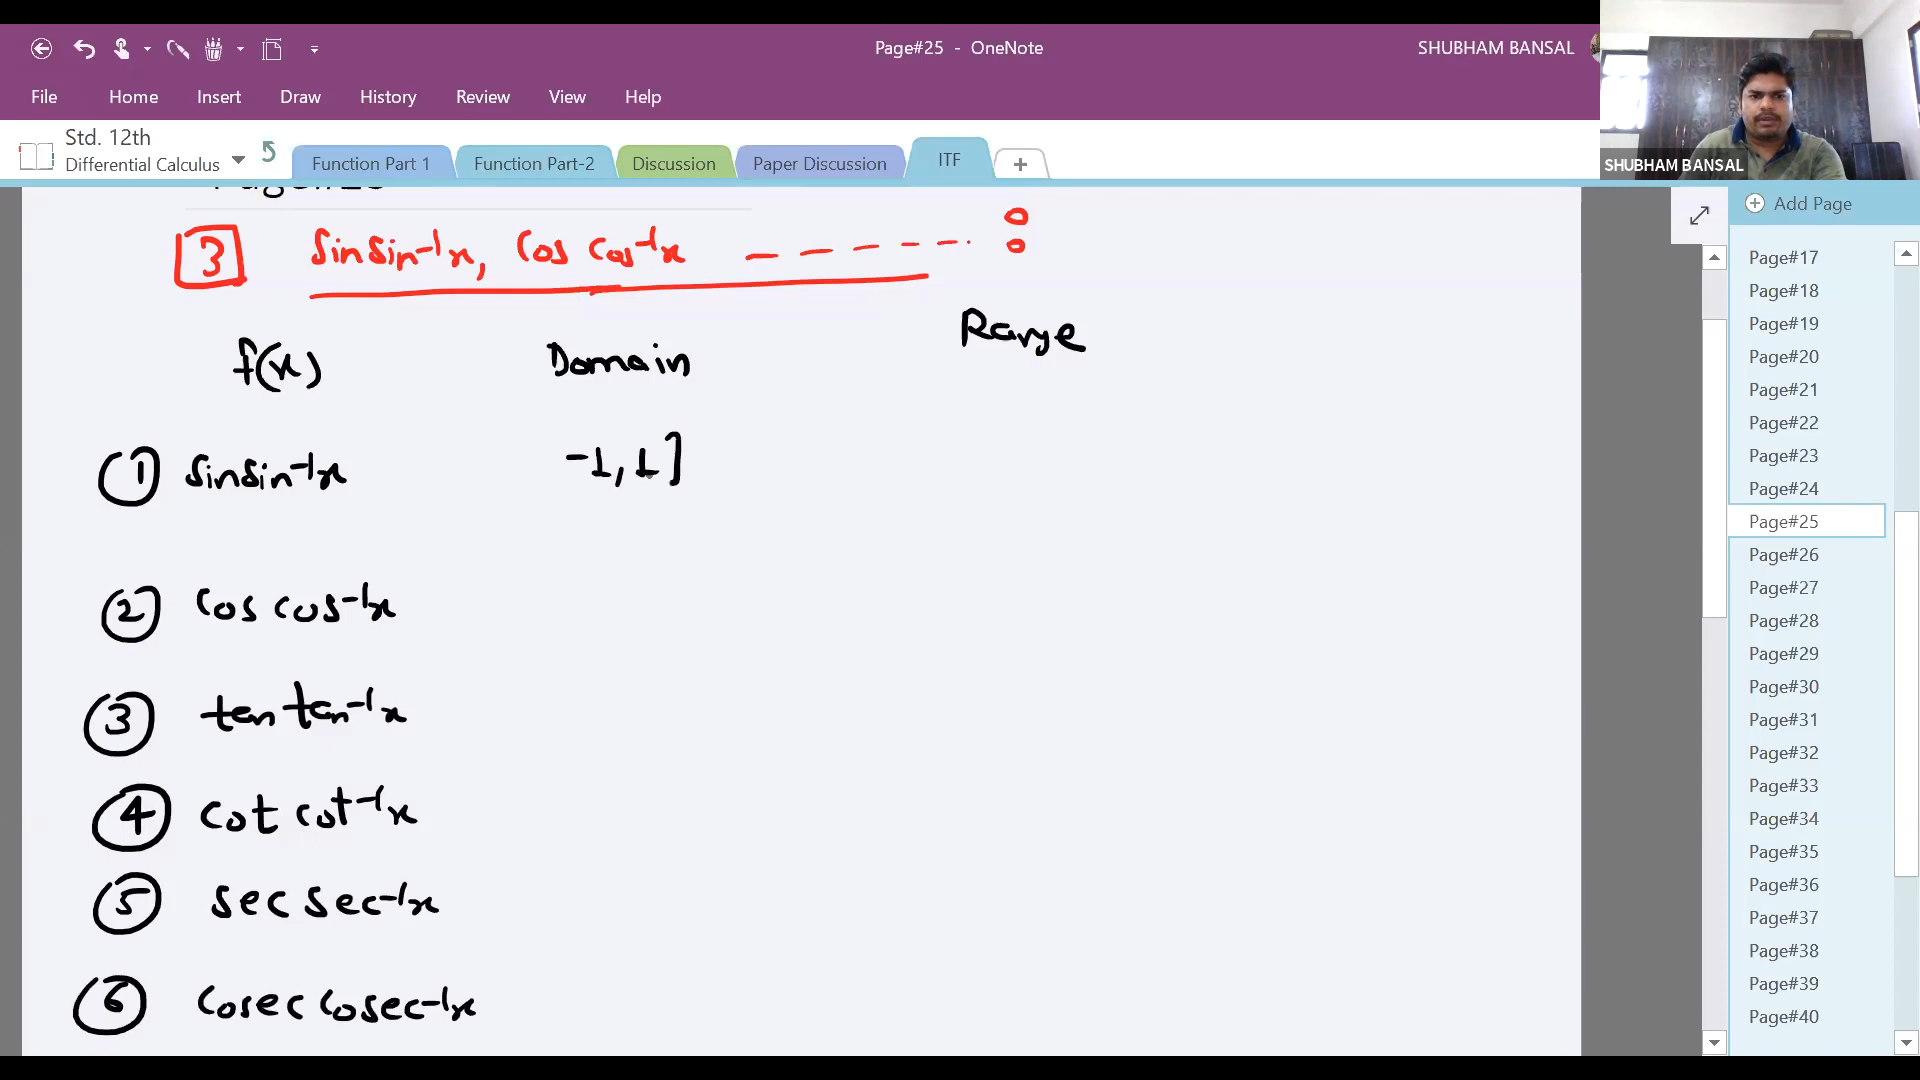 Page#25 - OneNote
SHUBHAM BANSAL
File Home Insert Draw History Review View Help
SHUBHAM BANSAL
Std. 12th
Differential Calculus
Function Part 1
Function Part-2
Discussion
Paper Discussion
ITF
+
Add Page
Page#25
3 sin sin⁻¹x, cos cos⁻¹x - - - - - - :
f(x) Domain Range
① sin sin⁻¹x -1, 1]
② cos cos⁻¹x
③ tan tan⁻¹x
④ cot cot⁻¹x
⑤ sec sec⁻¹x
⑥ cosec cosec⁻¹x
Page#17
Page#18
Page#19
Page#20
Page#21
Page#22
Page#23
Page#24
Page#25
Page#26
Page#27
Page#28
Page#29
Page#30
Page#31
Page#32
Page#33
Page#34
Page#35
Page#36
Page#37
Page#38
Page#39
Page#40